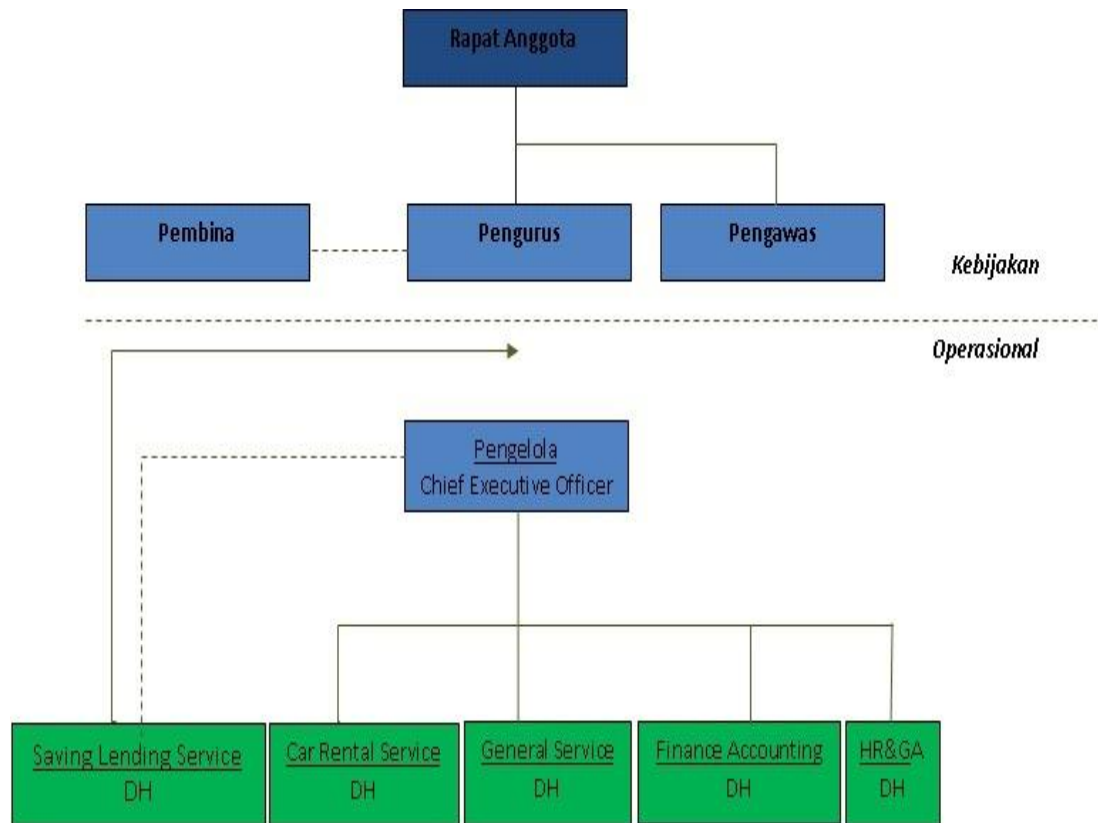 Rapat Anggota
Pembina
Pengurus
Pengawas
Kebijakan
Operasional
Pengelola
Chief Executive Officer
Saving Lending Service
DH
Car Rental Service
DH
General Service
DH
Finance Accounting
DH
HR&GA
DH